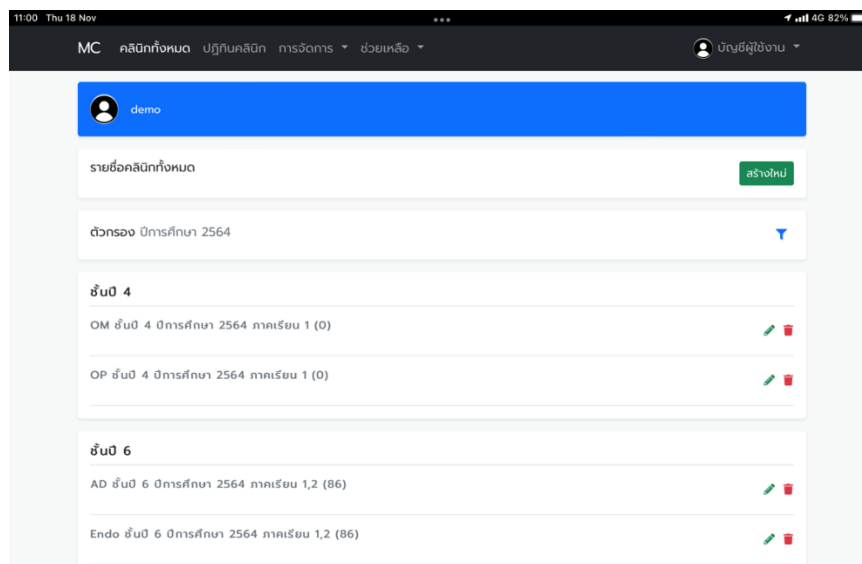 11:00 Thu 18 Nov
4G 82%
MC คลินิกทั้งหมด ปฏิทินคลินิก การจัดการ ช่วยเหลือ บัญชีผู้ใช้งาน
demo
รายชื่อคลินิกทั้งหมด
สร้างใหม่
ตัวกรอง ปีการศึกษา 2564
ชั้นปี 4
OM ชั้นปี 4 ปีการศึกษา 2564 ภาคเรียน 1 (0)
OP ชั้นปี 4 ปีการศึกษา 2564 ภาคเรียน 1 (0)
ชั้นปี 6
AD ชั้นปี 6 ปีการศึกษา 2564 ภาคเรียน 1,2 (86)
Endo ชั้นปี 6 ปีการศึกษา 2564 ภาคเรียน 1,2 (86)